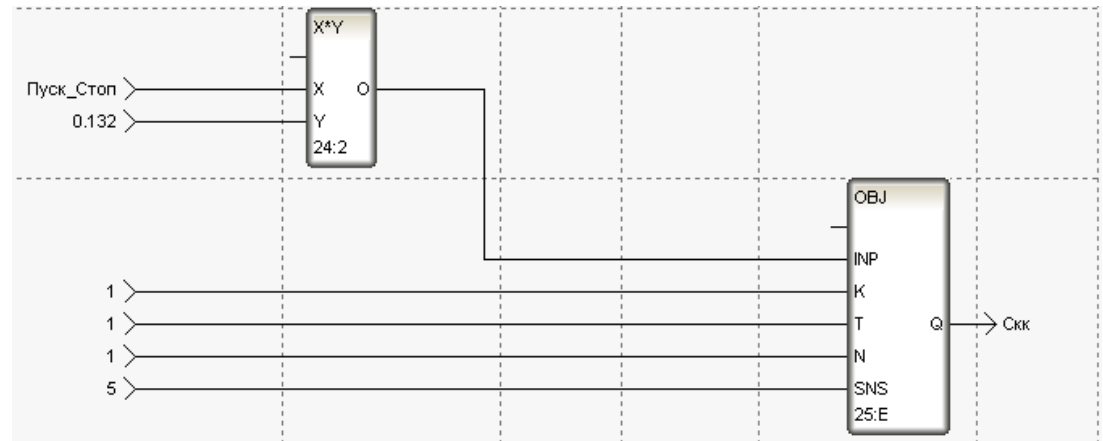 X*Y
Пуск_Стоп X O
0.132 Y
24:2
OBJ
INP
1 K
1 T Q Скк
1 N
5 SNS
25:E